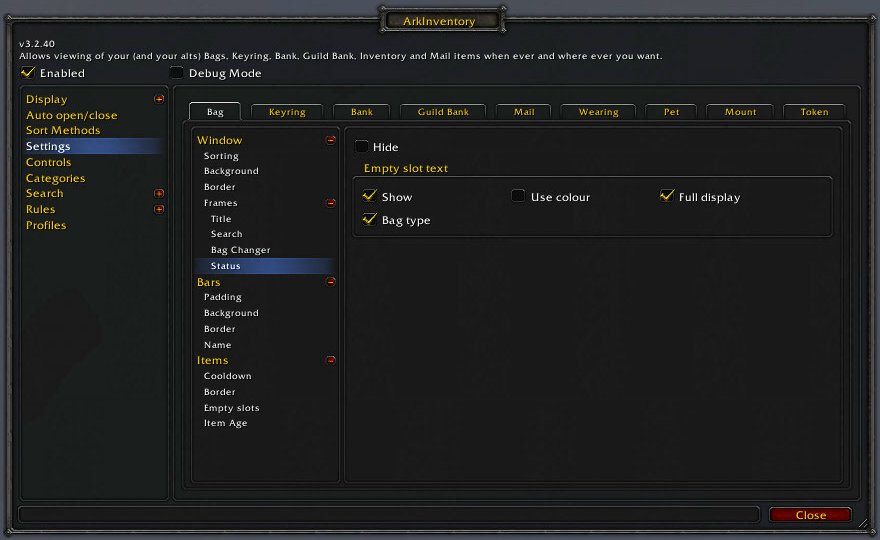 ArkInventory
v3.2.40
Allows viewing of your (and your alts) Bags, Keyring, Bank, Guild Bank, Inventory and Mail items when ever and where ever you want.
Enabled
Debug Mode
Display
Auto open/close
Sort Methods
Settings
Controls
Categories
Search
Rules
Profiles
Bag
Keyring
Bank
Guild Bank
Mail
Wearing
Pet
Mount
Token
Window
Sorting
Background
Border
Frames
Title
Search
Bag Changer
Status
Bars
Padding
Background
Border
Name
Items
Cooldown
Border
Empty slots
Item Age
Hide
Empty slot text
Show
Use colour
Full display
Bag type
Close